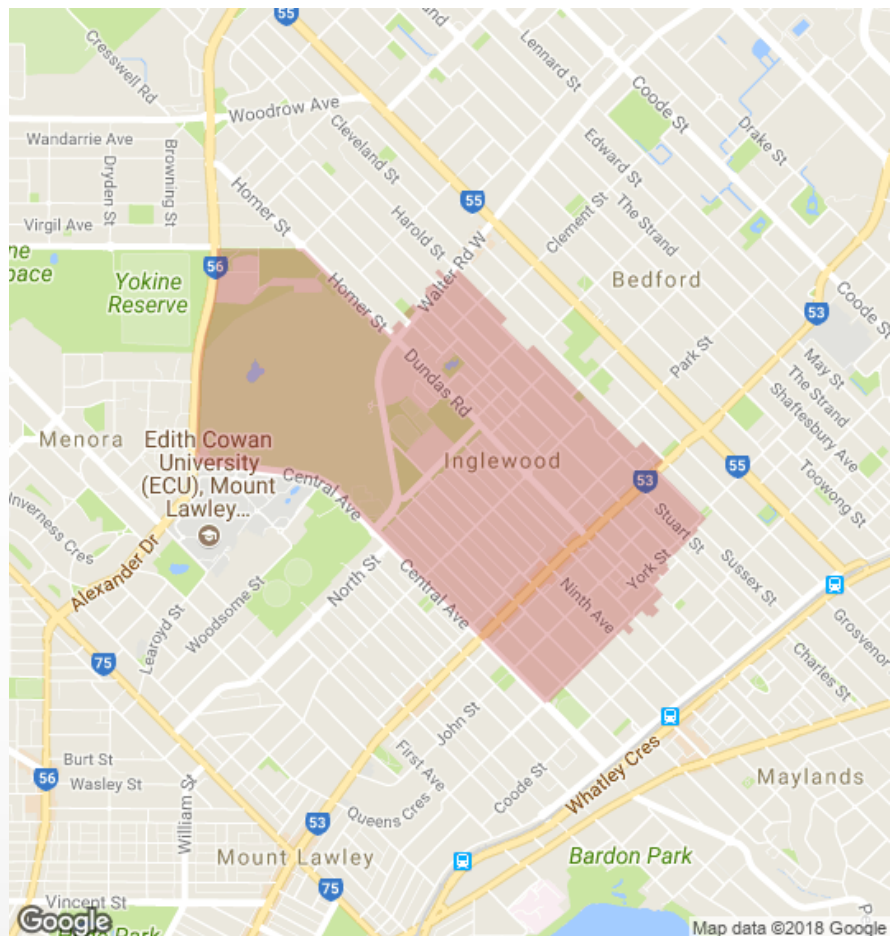 55
Cresswell Rd
Lennard St
Coode St
Woodrow Ave
Drake St
Wandarrie Ave
Cleveland St
Edward St
Dryden St
Browning St
Homer St
55
The Strand
Virgil Ave
Harold St
Clement St
Walter Rd W
56
Bedford
Yokine
Reserve
Coode St
53
Homer St
Park St
May St
Dundas Rd
The Strand
Shaftesbury Ave
Menora
Edith Cowan
University
(ECU), Mount
Lawley...
Inglewood
53
55
Toowong St
Central Ave
Inverness Cres
Stuart St
Alexander Dr
North St
York St
Sussex St
Central Ave
Ninth Ave
Woodsome St
Learoyd St
Grosvenor
75
Charles St
John St
First Ave
Burt St
56
Wasley St
Coode St
Whatley Cres
Maylands
William St
Queens Cres
53
Mount Lawley
Bardon Park
75
Vincent St
Google
Map data ©2018 Google